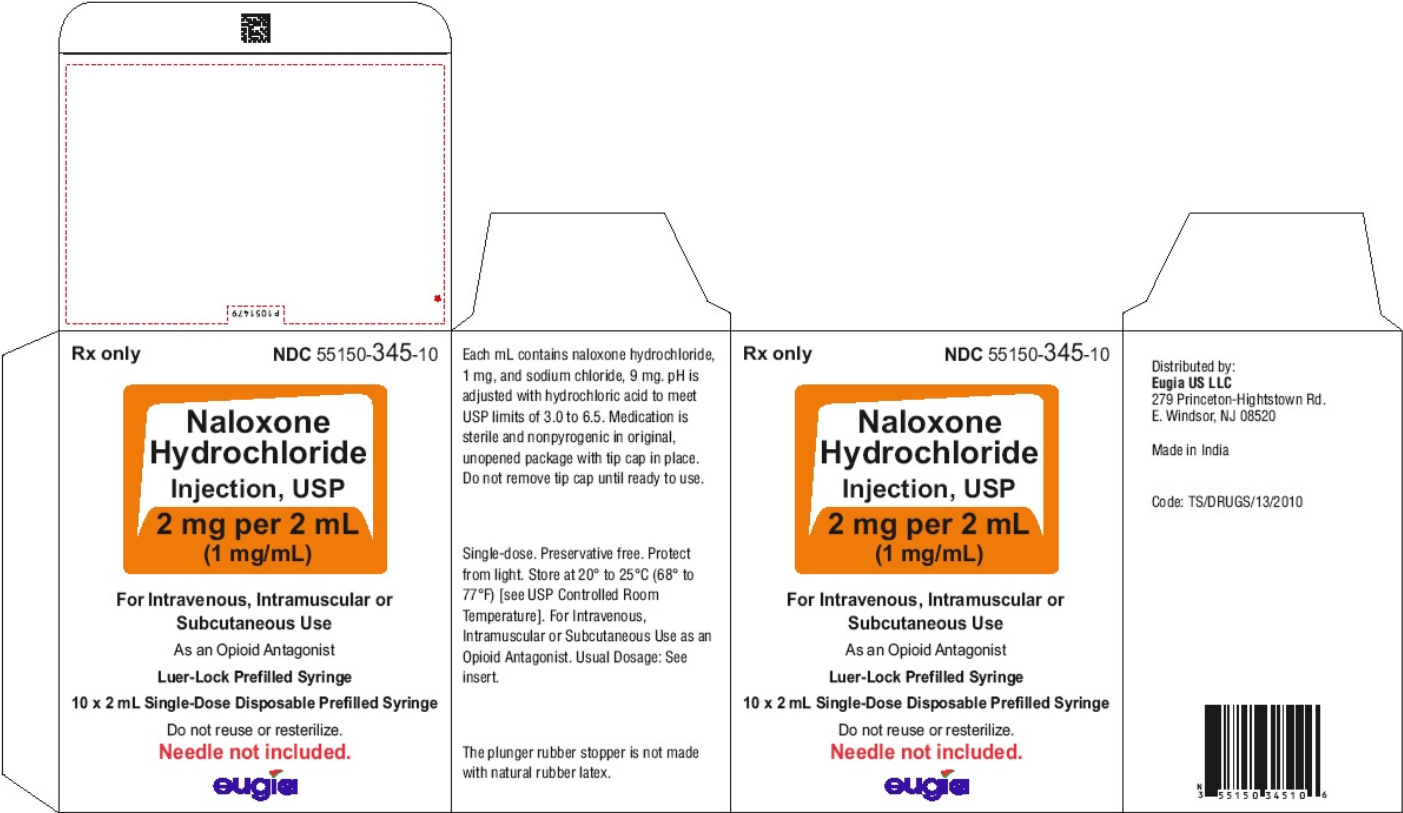 P1051479
Rx only
NDC 55150-345-10
Naloxone
Hydrochloride
Injection, USP
2 mg per 2 mL
(1 mg/mL)
For Intravenous, Intramuscular or
Subcutaneous Use
As an Opioid Antagonist
Luer-Lock Prefilled Syringe
10 x 2 mL Single-Dose Disposable Prefilled Syringe
Do not reuse or resterilize.
Needle not included.
eugia
Each mL contains naloxone hydrochloride,
1 mg, and sodium chloride, 9 mg. pH is
adjusted with hydrochloric acid to meet
USP limits of 3.0 to 6.5. Medication is
sterile and nonpyrogenic in original,
unopened package with tip cap in place.
Do not remove tip cap until ready to use.
Single-dose. Preservative free. Protect
from light. Store at 20° to 25°C (68° to
77°F) [see USP Controlled Room
Temperature]. For Intravenous,
Intramuscular or Subcutaneous Use as an
Opioid Antagonist. Usual Dosage: See
insert.
The plunger rubber stopper is not made
with natural rubber latex.
Rx only
NDC 55150-345-10
Naloxone
Hydrochloride
Injection, USP
2 mg per 2 mL
(1 mg/mL)
For Intravenous, Intramuscular or
Subcutaneous Use
As an Opioid Antagonist
Luer-Lock Prefilled Syringe
10 x 2 mL Single-Dose Disposable Prefilled Syringe
Do not reuse or resterilize.
Needle not included.
eugia
Distributed by:
Eugia US LLC
279 Princeton-Hightstown Rd.
E. Windsor, NJ 08520
Made in India
Code: TS/DRUGS/13/2010
N
3 55150 34510 6